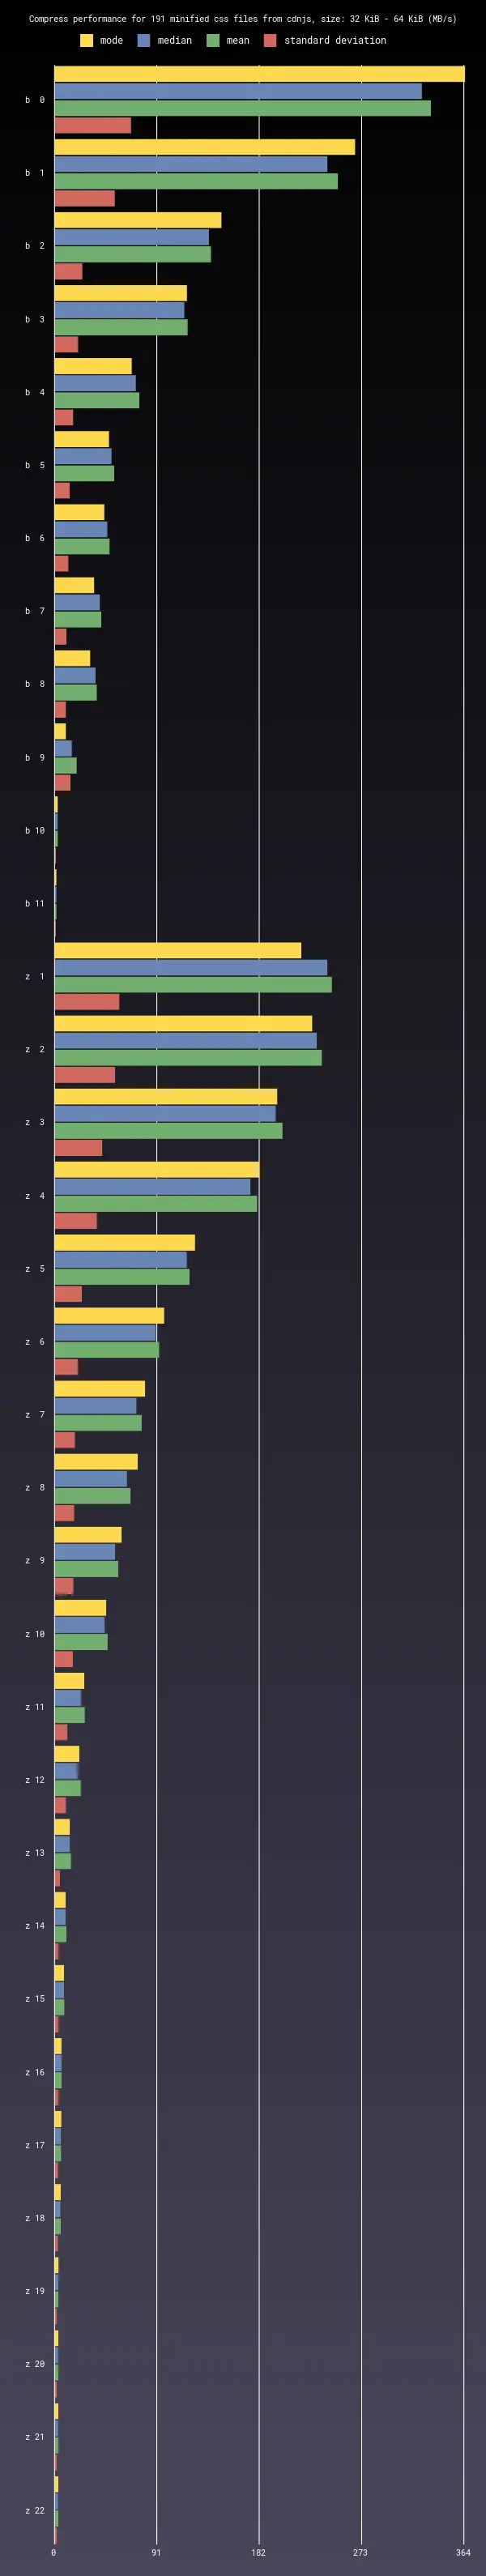 Compress performance for 191 minified css files from cdnjs, size: 32 KiB - 64 KiB (MB/s)
mode median mean standard deviation
b 0
b 1
b 2
b 3
b 4
b 5
b 6
b 7
b 8
b 9
b 10
b 11
z 1
z 2
z 3
z 4
z 5
z 6
z 7
z 8
z 9
z 10
z 11
z 12
z 13
z 14
z 15
z 16
z 17
z 18
z 19
z 20
z 21
z 22
0 91 182 273 364